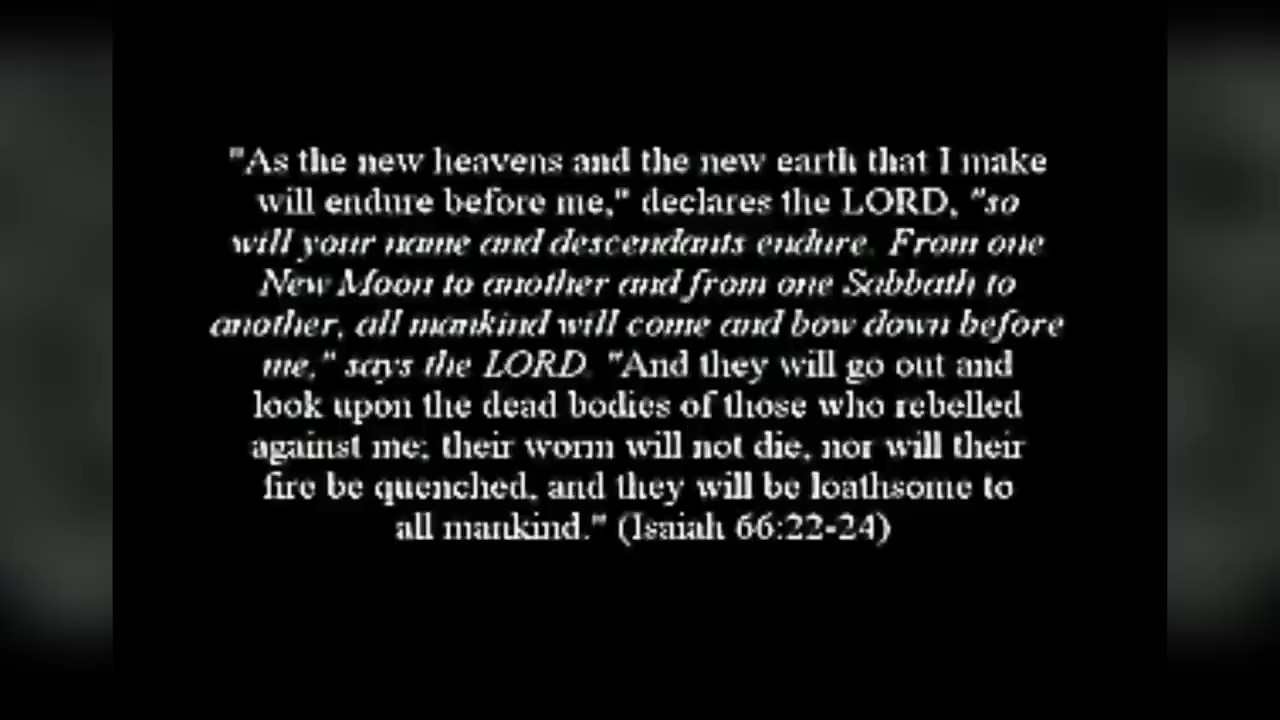 "As the new heavens and the new earth that I make
will endure before me," declares the LORD, "so
will your name and descendants endure. From one
New Moon to another and from one Sabbath to
another, all mankind will come and bow down before
me," says the LORD. "And they will go out and
look upon the dead bodies of those who rebelled
against me; their worm will not die, nor will their
fire be quenched, and they will be loathsome to
all mankind." (Isaiah 66:22-24)